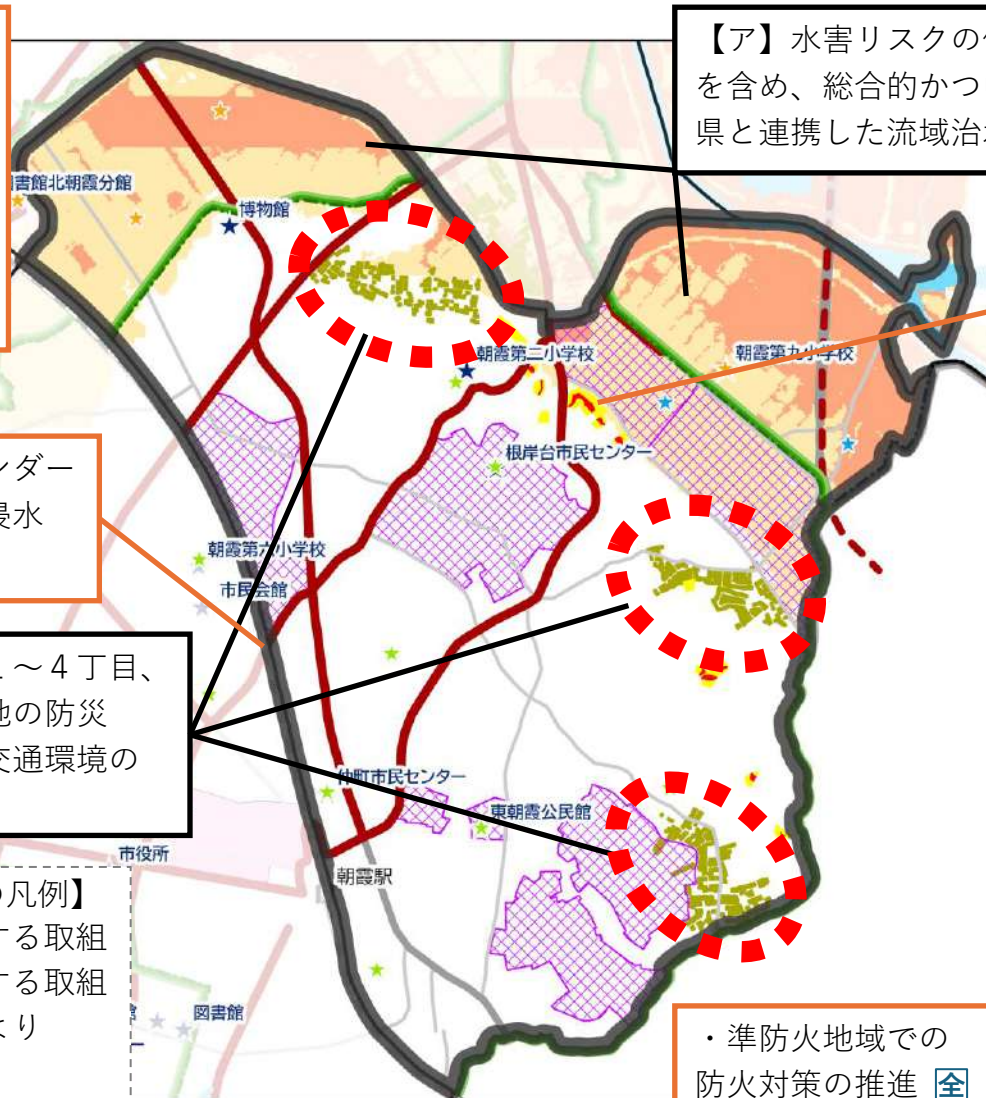 【ア】水害リスクの
を含め、総合的かつ
県と連携した流域治
書館北朝霞分館
博物館
朝霞第二小学校
朝霞第九小学校
根岸台市民センター
ンダー
浸水
朝霞第六小学校
市民会館
～４丁目、
地の防災
交通環境の
仲町市民センター
東朝霞公民館
市役所
朝霞駅
凡例】
する取組
する取組
より
図書館
・準防火地域での
防火対策の推進 全